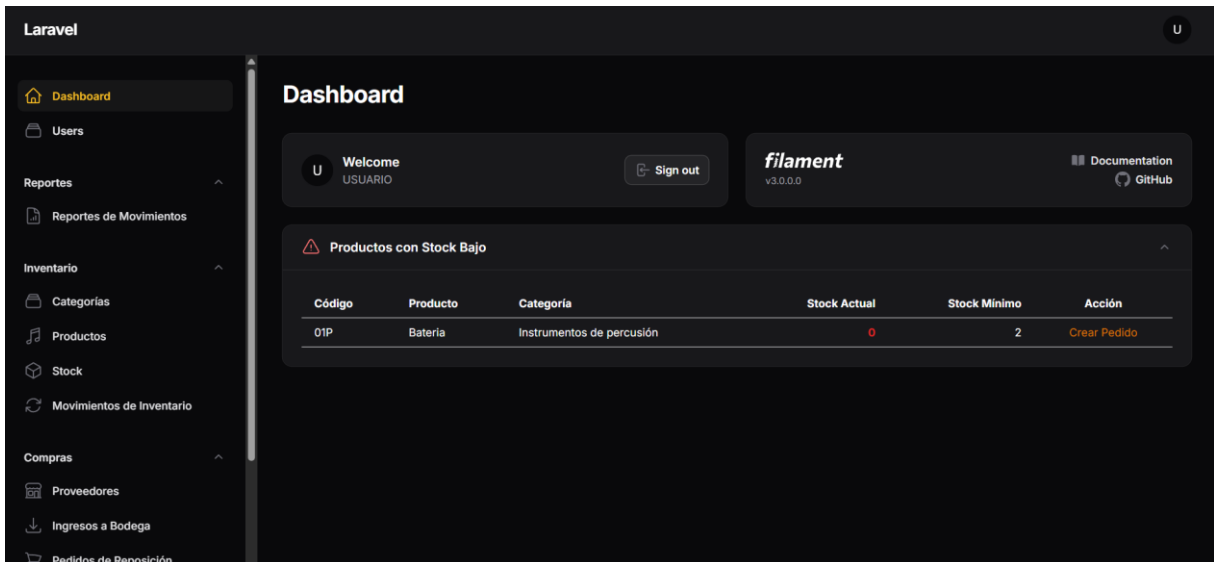 Laravel
U
Dashboard
Users
Reportes
Reportes de Movimientos
Inventario
Categorías
Productos
Stock
Movimientos de Inventario
Compras
Proveedores
Ingresos a Bodega
Pedidos de Reposición
Dashboard
U
Welcome
USUARIO
Sign out
filament
v3.0.0.0
Documentation
GitHub
Productos con Stock Bajo
Código Producto Categoría Stock Actual Stock Mínimo Acción
01P Bateria Instrumentos de percusión 0 2 Crear Pedido